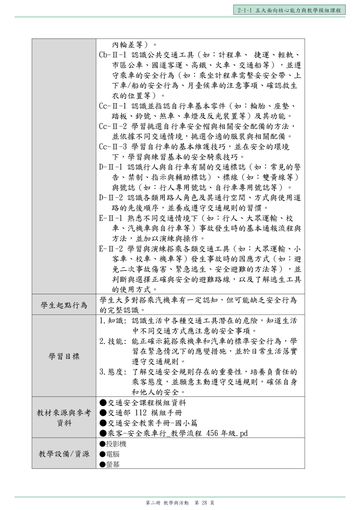 2-1-1 五大面向核心能力與教學模組課程
內輪差等)。
Cb-Ⅱ-1 認識公共交通工具(如:計程車、捷運、輕軌、
市區公車、國道客運、高鐵、火車、交通船等),並遵
守乘車的安全行為(如:乘坐計程車需繫妥安全帶、上
下車/船的安全行為、月臺候車的注意事項、確認救生
衣的位置等)。
Cc-Ⅱ-1 認識並指認自行車基本零件(如:輪胎、座墊、
踏板、鈴號、煞車、車燈及反光裝置等)及其功能。
Cc-Ⅱ-2 學習挑選自行車安全帽與相關安全配備的方法,
並依據不同交通情境,挑選合適的服裝與相關配備。
Cc-Ⅱ-3 學習自行車的基本維護技巧,並在安全的環境
下,學習與練習基本的安全騎乘技巧。
D-Ⅱ-1 認識行人與自行車有關的交通標誌(如:常見的警
告、禁制、指示與輔助標誌)、標線(如:雙黃線等)
與號誌(如:行人專用號誌、自行車專用號誌等)。
D-Ⅱ-2 認識各類用路人角色及其通行空間、方式與使用道
路的先後順序,並養成遵守交通規則的習慣。
E-Ⅱ-1 熟悉不同交通情境下(如:行人、大眾運輸、校
車、汽機車與自行車等)事故發生時的基本通報流程與
方法,並加以演練與操作。
E-Ⅱ-2 學習與演練搭乘各類交通工具(如:大眾運輸、小
客車、校車、機車等)發生事故時的因應方式(如:避
免二次事故傷害、緊急逃生、安全避難的方法等),並
判斷與選擇正確與安全的避難路線,以及了解逃生工具
的使用方式。
學生起點行為
學生大多對搭乘汽機車有一定認知,但可能缺乏安全行為
的完整認識。
學習目標
1.知識:認識生活中各種交通工具潛在的危險,知道生活
中不同交通方式應注意的安全事項。
2.技能:能正確示範搭乘機車和汽車的標準安全行為,學
習在緊急情況下的應變措施,並於日常生活落實
遵守交通規則。
3.態度:了解交通安全規則存在的重要性,培養負責任的
乘客態度,並願意主動遵守交通規則,確保自身
和他人的安全。
教材來源與參考
資料
●交通安全課程模組資料
●交通部 112 模組手冊
●交通安全教案手冊-國小篇
●乘客-安全乘車行_教學流程 456 年級.pd
教學設備/資源
●投影機
●電腦
●螢幕
第二冊 教學與活動 第 28 頁